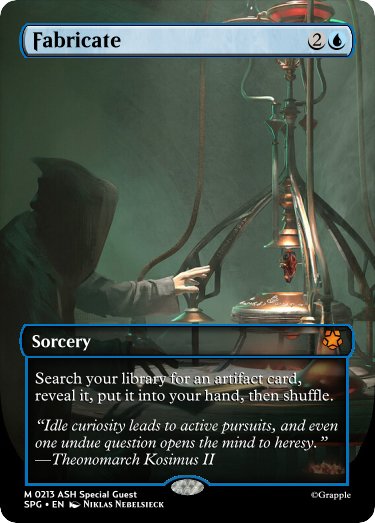 Fabricate 2
Sorcery
Search your library for an artifact card,
reveal it, put it into your hand, then shuffle.
“Idle curiosity leads to active pursuits, and even
one undue question opens the mind to heresy.”
—Theonomarch Kosimus II
M 0213 ASH Special Guest
SPG • EN Niklas Nebelsieck
©Grapple